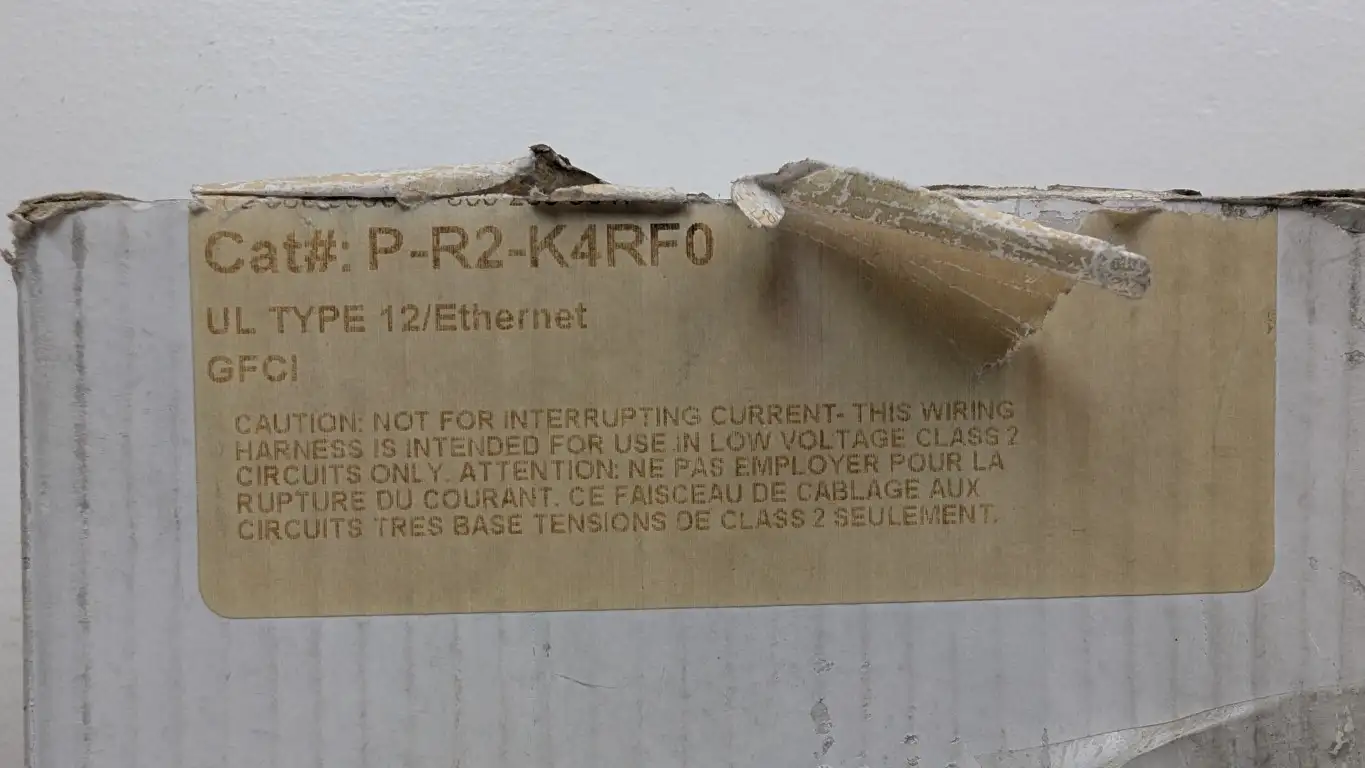 Cat#: P-R2-K4RF0
UL TYPE 12/Ethernet
GFCI
CAUTION: NOT FOR INTERRUPTING CURRENT- THIS WIRING
HARNESS IS INTENDED FOR USE IN LOW VOLTAGE CLASS 2
CIRCUITS ONLY. ATTENTION: NE PAS EMPLOYER POUR LA
RUPTURE DU COURANT. CE FAISCEAU DE CABLAGE AUX
CIRCUITS TRES BASE TENSIONS DE CLASS 2 SEULEMENT.